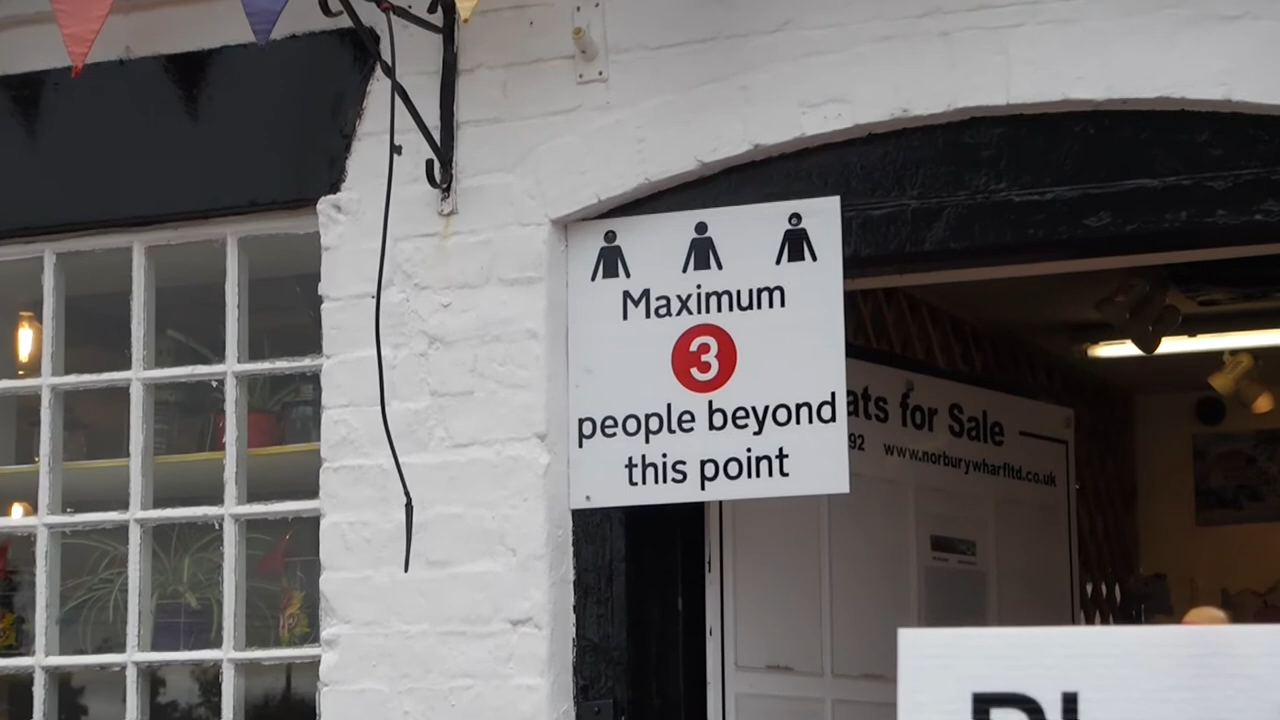 Maximum
3
people beyond
this point
ats for Sale
92 www.norburywharfltd.co.uk